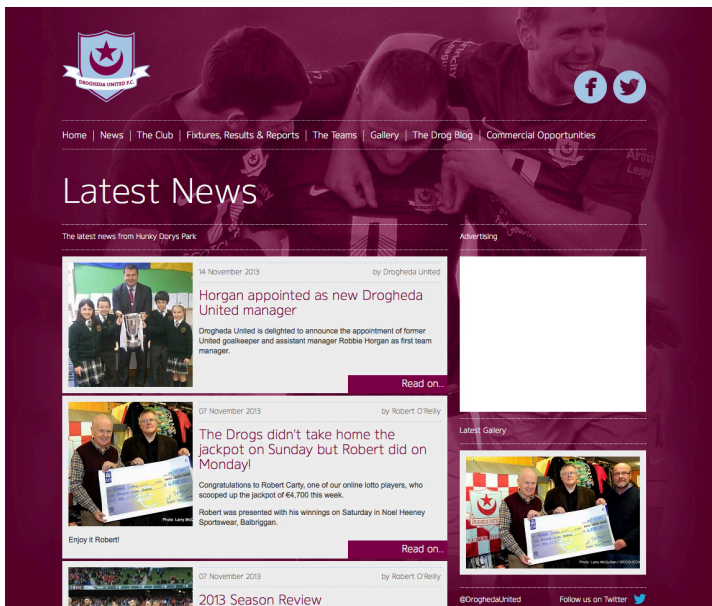 DROGHEDA UNITED F.C.
Home | News | The Club | Fixtures, Results & Reports | The Teams | Gallery | The Drog Blog | Commercial Opportunities
Latest News
The latest news from Hunky Dorys Park
14 November 2013 by Drogheda United
Horgan appointed as new Drogheda
United manager
Drogheda United is delighted to announce the appointment of former
United goalkeeper and assistant manager Robbie Horgan as first team
manager.
Read on...
07 November 2013 by Robert O'Reilly
The Drogs didn't take home the
jackpot on Sunday but Robert did on
Monday!
Congratulations to Robert Carty, one of our online lotto players, who
scooped up the jackpot of €4,700 this week.
Robert was presented with his winnings on Saturday in Noel Heeney
Sportswear, Balbriggan.
Photo: Larry McC
Enjoy it Robert!
Read on...
07 November 2013 by Robert O'Reilly
2013 Season Review
Advertising
Latest Gallery
Photo: Larry McQuillan / DROGHEDA
@DroghedaUnited Follow us on Twitter